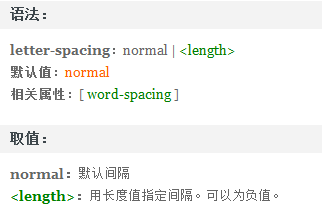 语法：
letter-spacing：normal | <length>
默认值：normal
相关属性：[ word-spacing ]
取值：
normal：默认间隔
<length>：用长度值指定间隔。可以为负值。